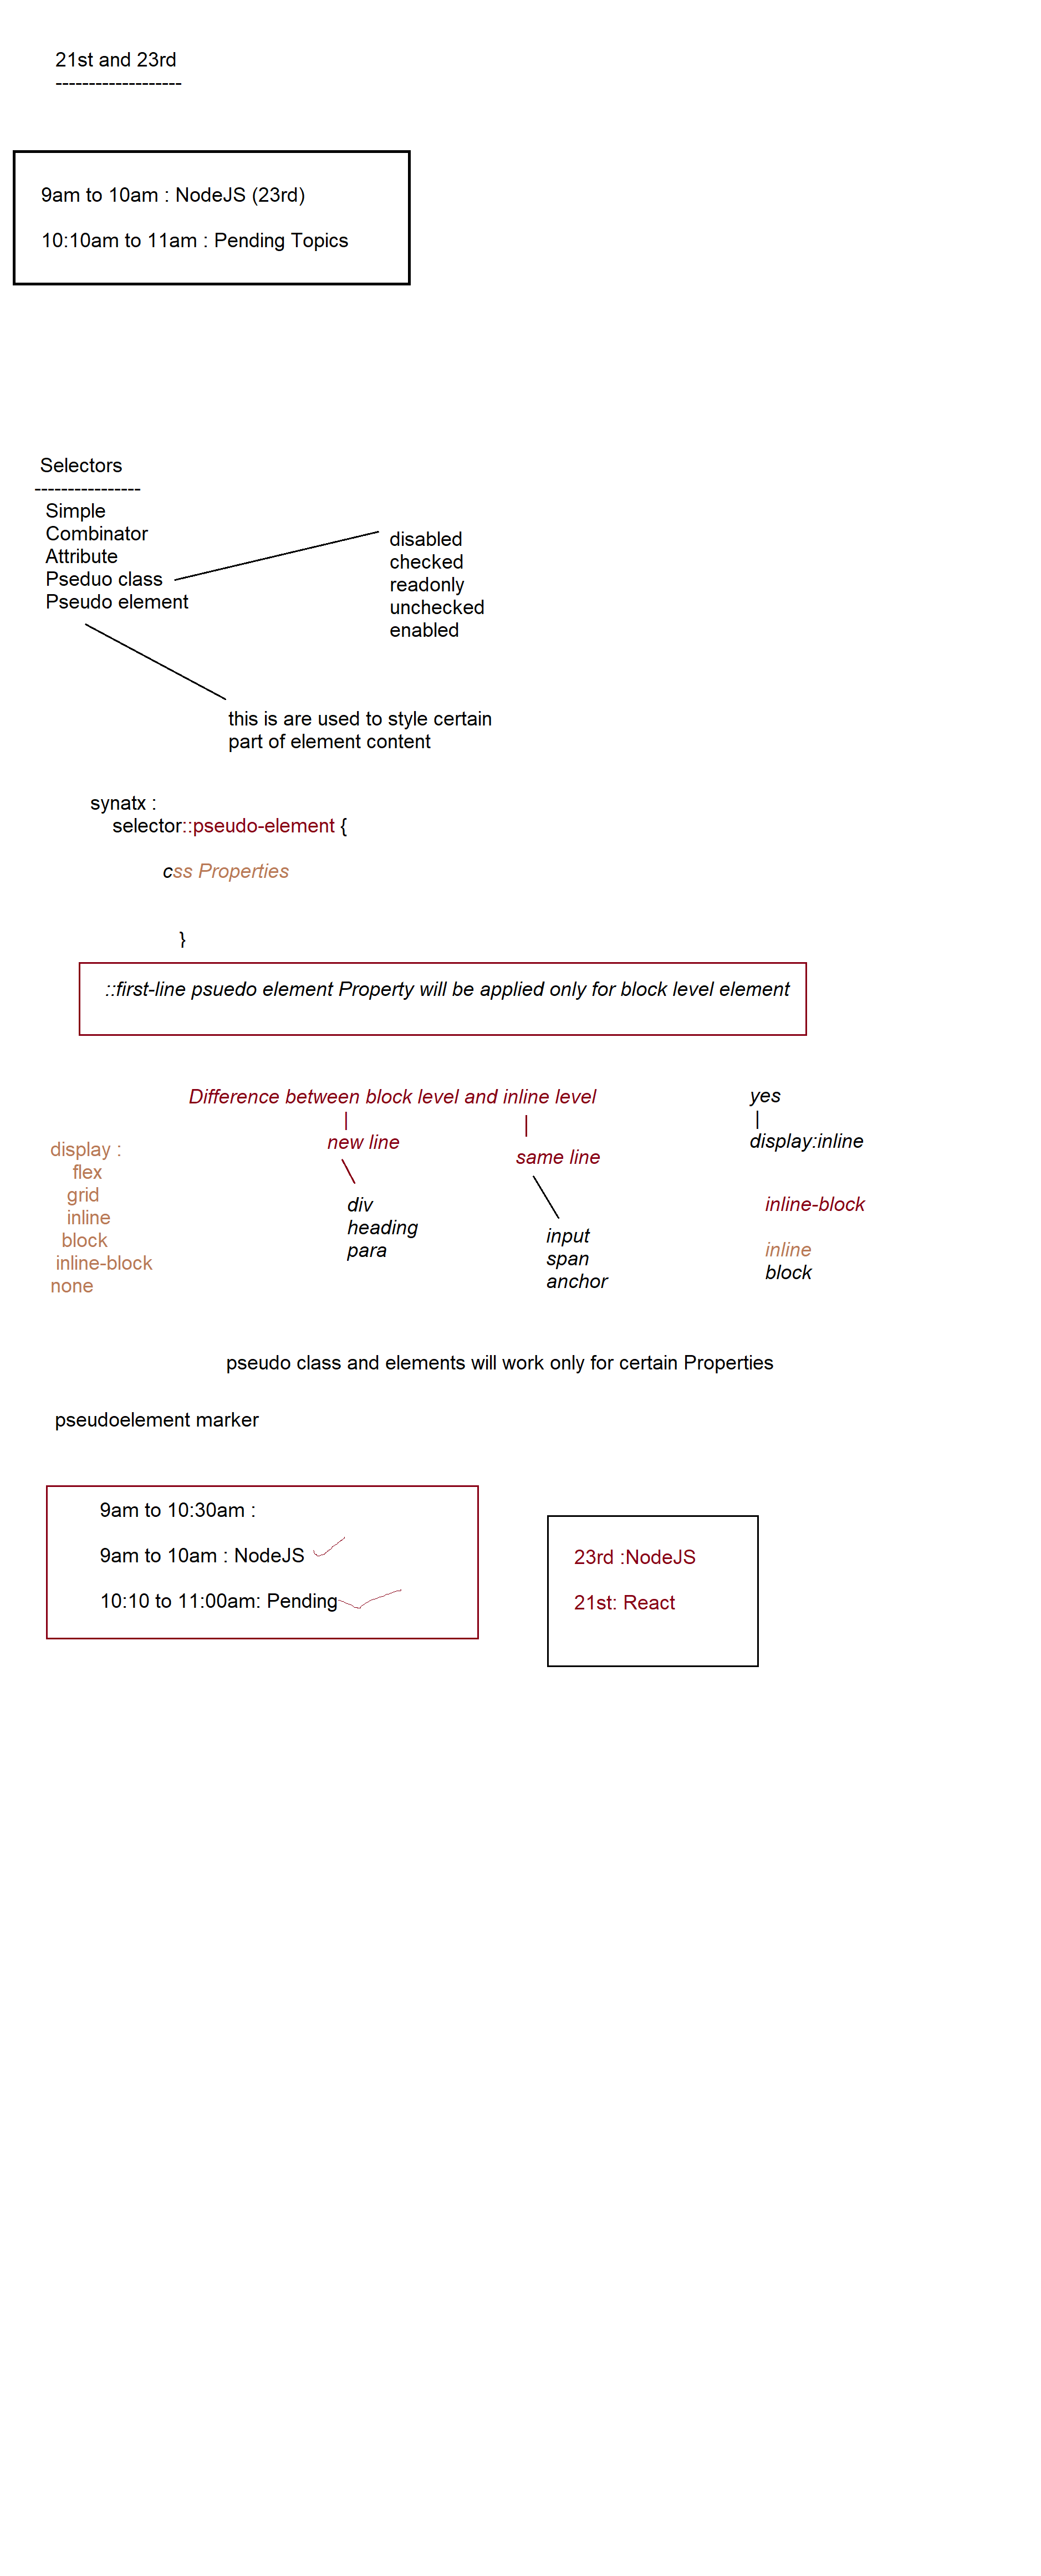 21st and 23rd
-------------------
9am to 10am : NodeJS (23rd)
10:10am to 11am : Pending Topics
Selectors
----------------
Simple
Combinator
Attribute
Pseduo class
Pseudo element
disabled
checked
readonly
unchecked
enabled
this is are used to style certain
part of element content
synatx :
selector::pseudo-element {
css Properties
}
::first-line psuedo element Property will be applied only for block level element
Difference between block level and inline level
|
new line
|
same line
div
heading
para
input
span
anchor
yes
|
display:inline
inline-block
inline
block
display :
flex
grid
inline
block
inline-block
none
pseudo class and elements will work only for certain Properties
pseudoelement marker
9am to 10:30am :
9am to 10am : NodeJS
10:10 to 11:00am: Pending
23rd :NodeJS
21st: React